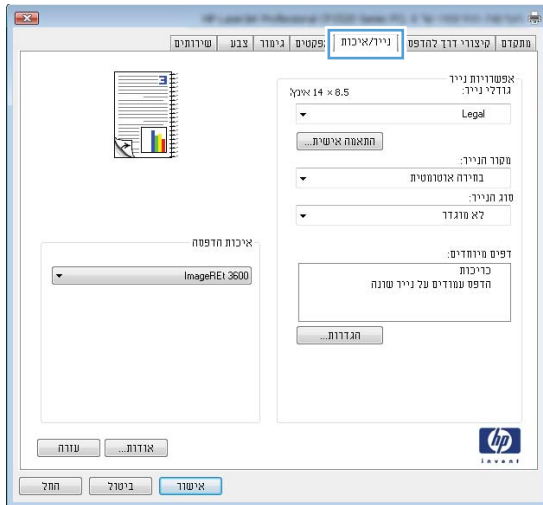 מתקדם
קיצורי דרך להדפסה
נייר/איכות
אפקטים
גימור
צבע
שירותים
אפשרויות נייר
גודלי נייר:
8.5 × 14 אינץ'
Legal
התאמה אישית...
מקור הנייר:
בחירה אוטומטית
סוג הנייר:
לא מוגדר
דפים מיוחדים:
כריכות
הדפס עמודים על נייר שונה
הגדרות...
איכות הדפסה
ImageREt 3600
hp
invent
אודות...
עזרה
אישור
ביטול
החל